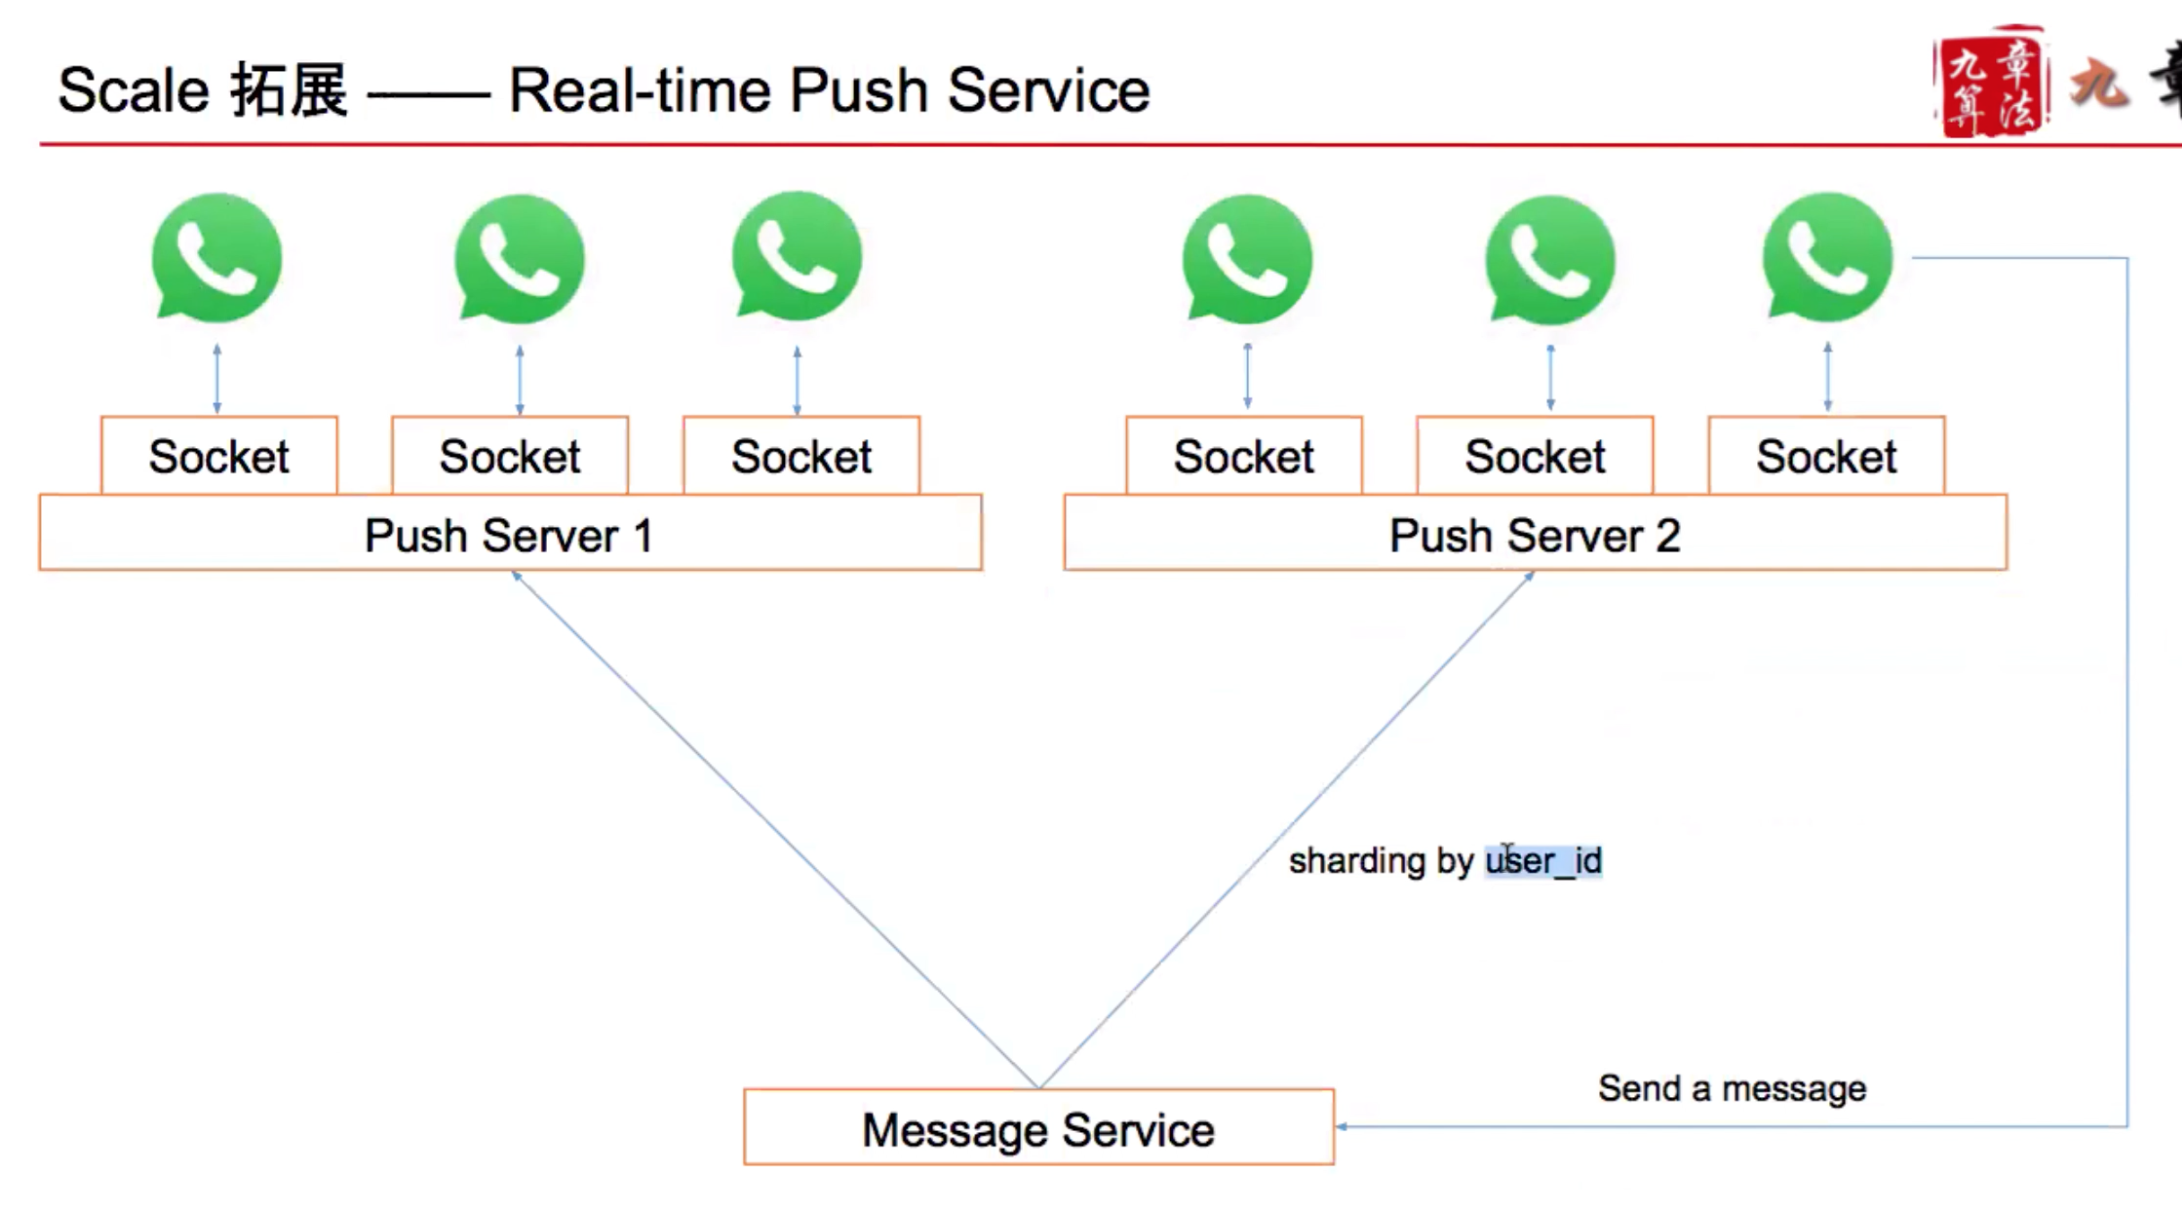 Scale 拓展 —— Real-time Push Service
九章算法
九章
Socket Socket Socket Socket Socket Socket
Push Server 1 Push Server 2
sharding by user_id
Send a message
Message Service